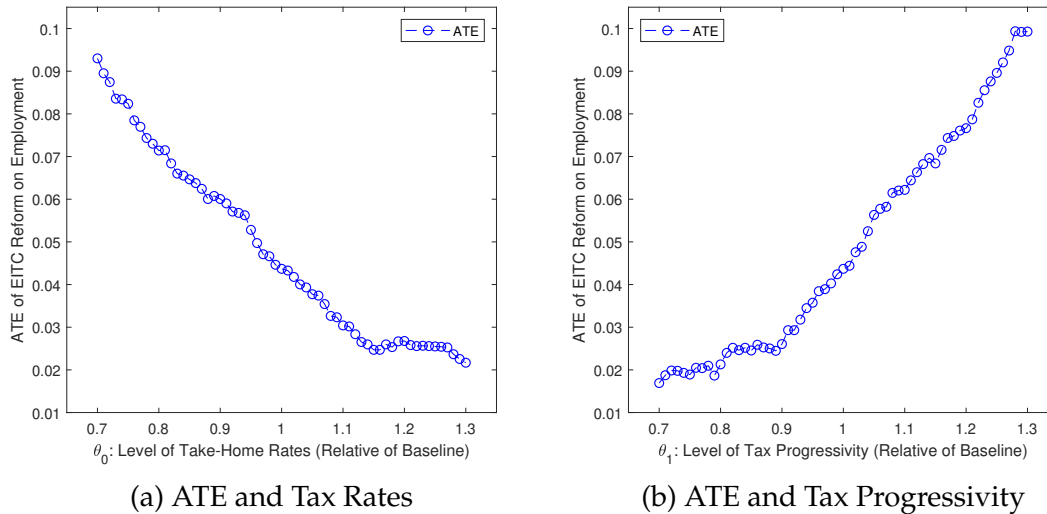 0.1
0.09
0.08
0.07
0.06
0.05
0.04
0.03
0.02
0.01
ATE of EITC Reform on Employment
ATE
0.7 0.8 0.9 1 1.1 1.2 1.3
θ0: Level of Take-Home Rates (Relative of Baseline)
(a) ATE and Tax Rates
0.1
0.09
0.08
0.07
0.06
0.05
0.04
0.03
0.02
0.01
ATE of EITC Reform on Employment
ATE
0.7 0.8 0.9 1 1.1 1.2 1.3
θ1: Level of Tax Progressivity (Relative of Baseline)
(b) ATE and Tax Progressivity